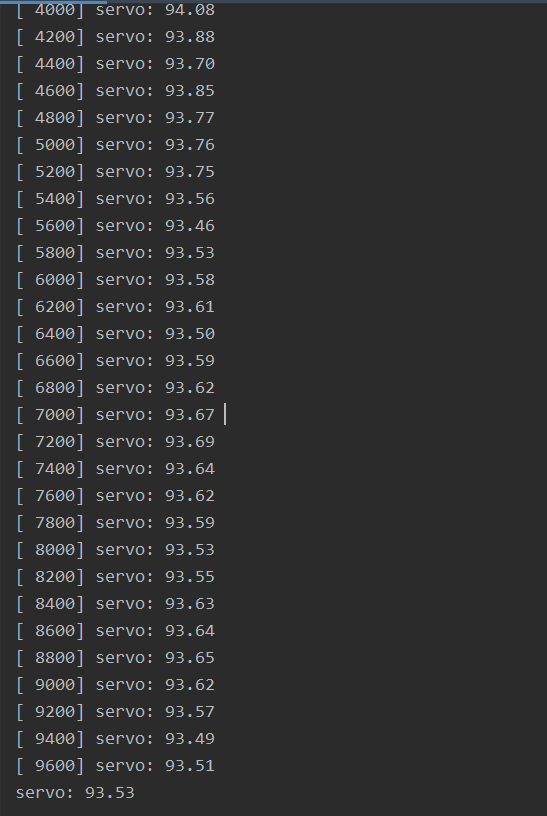 [ 4000] servo: 94.08
[ 4200] servo: 93.88
[ 4400] servo: 93.70
[ 4600] servo: 93.85
[ 4800] servo: 93.77
[ 5000] servo: 93.76
[ 5200] servo: 93.75
[ 5400] servo: 93.56
[ 5600] servo: 93.46
[ 5800] servo: 93.53
[ 6000] servo: 93.58
[ 6200] servo: 93.61
[ 6400] servo: 93.50
[ 6600] servo: 93.59
[ 6800] servo: 93.62
[ 7000] servo: 93.67
[ 7200] servo: 93.69
[ 7400] servo: 93.64
[ 7600] servo: 93.62
[ 7800] servo: 93.59
[ 8000] servo: 93.53
[ 8200] servo: 93.55
[ 8400] servo: 93.63
[ 8600] servo: 93.64
[ 8800] servo: 93.65
[ 9000] servo: 93.62
[ 9200] servo: 93.57
[ 9400] servo: 93.49
[ 9600] servo: 93.51
servo: 93.53